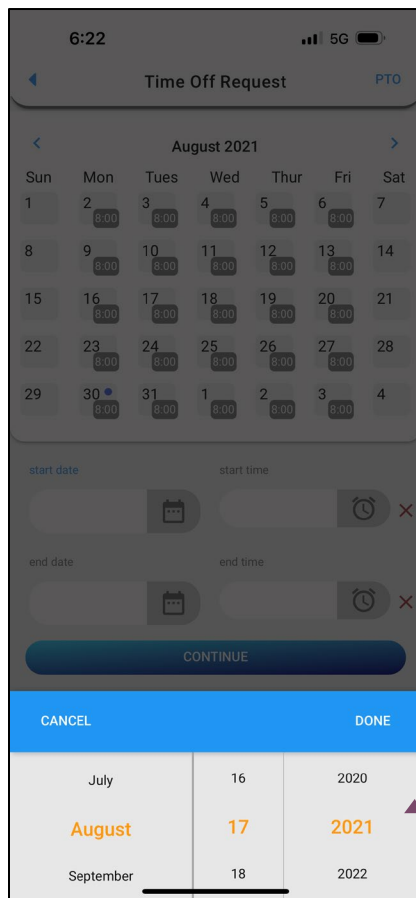 6:22 5G
Time Off Request PTO
August 2021
Sun Mon Tues Wed Thur Fri Sat
1 2 3 4 5 6 7
8:00 8:00 8:00 8:00 8:00
8 9 10 11 12 13 14
8:00 8:00 8:00 8:00 8:00
15 16 17 18 19 20 21
8:00 8:00 8:00 8:00 8:00
22 23 24 25 26 27 28
8:00 8:00 8:00 8:00 8:00
29 30 31 1 2 3 4
8:00 8:00 8:00 8:00 8:00
start date start time
end date end time
CONTINUE
CANCEL DONE
July 16 2020
August 17 2021
September 18 2022